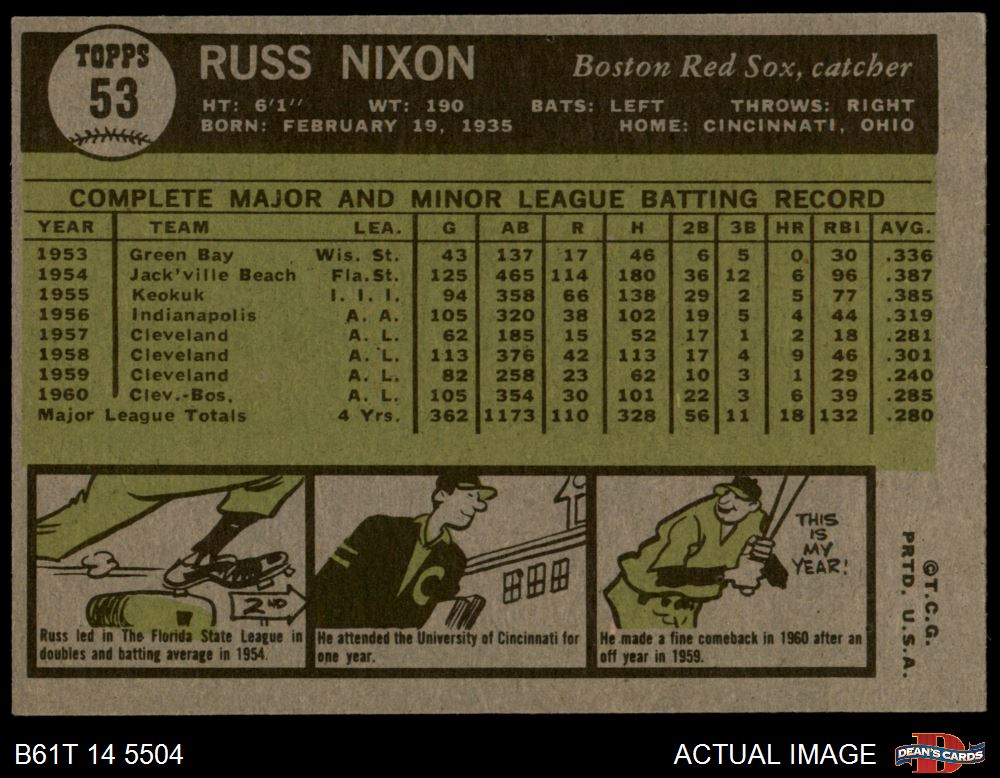 TOPPS
53
RUSS NIXON
Boston Red Sox, catcher
HT: 6'1" WT: 190 BATS: LEFT THROWS: RIGHT
BORN: FEBRUARY 19, 1935 HOME: CINCINNATI, OHIO
COMPLETE MAJOR AND MINOR LEAGUE BATTING RECORD
YEAR TEAM LEA. G AB R H 2B 3B HR RBI AVG.
1953 Green Bay Wis. St. 43 137 17 46 6 5 0 30 .336
1954 Jack'ville Beach Fla.St. 125 465 114 180 36 12 6 96 .387
1955 Keokuk I. I. I. 94 358 66 138 29 2 5 77 .385
1956 Indianapolis A. A. 105 320 38 102 19 5 4 44 .319
1957 Cleveland A. L. 62 185 15 52 17 1 2 18 .281
1958 Cleveland A. L. 113 376 42 113 17 4 9 46 .301
1959 Cleveland A. L. 82 258 23 62 10 3 1 29 .240
1960 Clev.-Bos. A. L. 105 354 30 101 22 3 6 39 .285
Major League Totals 4 Yrs. 362 1173 110 328 56 11 18 132 .280
2ND
Russ led in The Florida State League in
doubles and batting average in 1954.
C
He attended the University of Cincinnati for
one year.
THIS
IS
MY
YEAR!
He made a fine comeback in 1960 after an
off year in 1959.
©T.C.G.
PRTD. U.S.A.
B61T 14 5504
ACTUAL IMAGE
DEAN'S CARDS